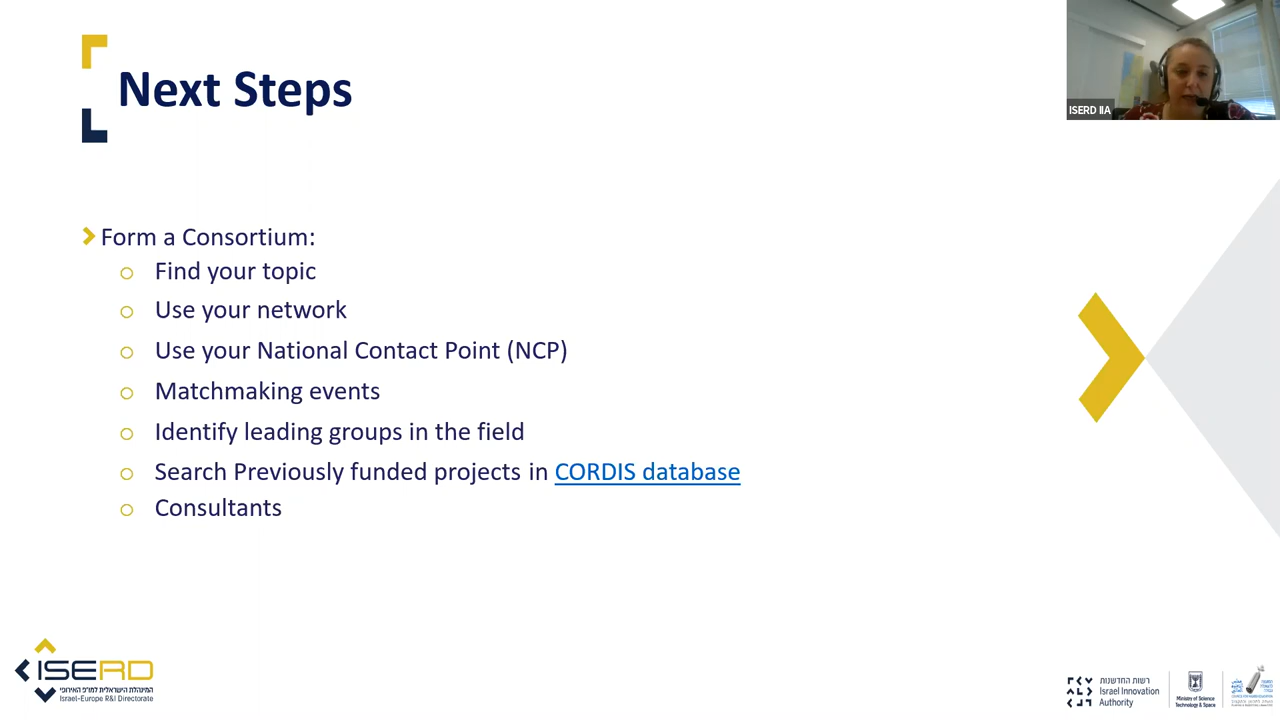 Next Steps
ISERD IIA
Form a Consortium:
Find your topic
Use your network
Use your National Contact Point (NCP)
Matchmaking events
Identify leading groups in the field
Search Previously funded projects in CORDIS database
Consultants
ISERD
המינהלת הישראלית למו״פ האירופי
Israel-Europe R&I Directorate
רשות החדשנות
Israel Innovation
Authority
Ministry of Science
Technology & Space